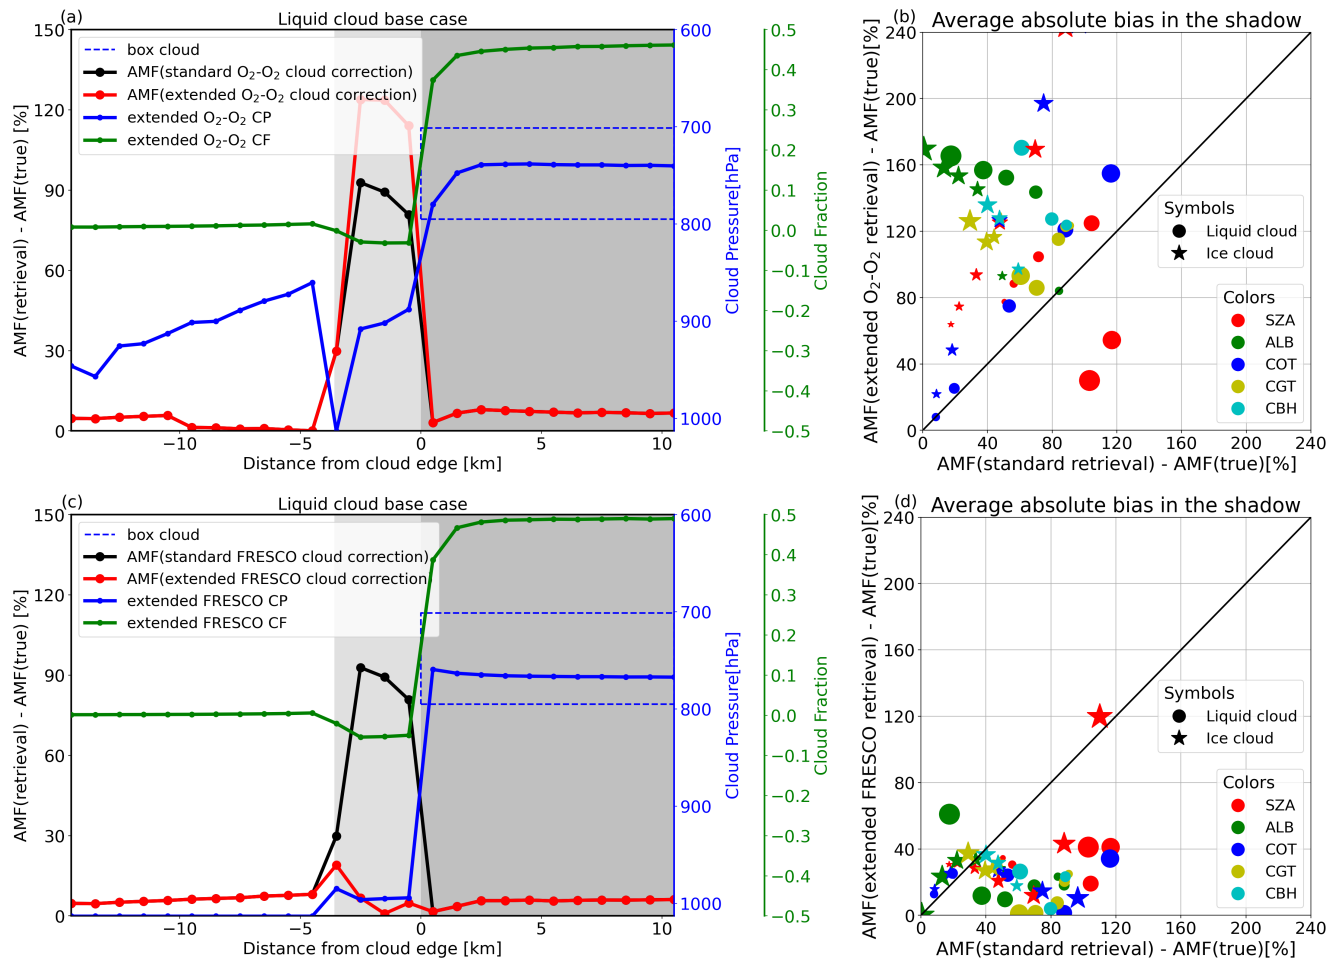 (a)
Liquid cloud base case
box cloud
AMF(standard O₂-O₂ cloud correction)
AMF(extended O₂-O₂ cloud correction)
extended O₂-O₂ CP
extended O₂-O₂ CF
AMF(retrieval) - AMF(true) [%]
150
120
90
60
30
0
−10
−5
0
5
10
Distance from cloud edge [km]
600
700
800
900
1000
Cloud Pressure[hPa]
0.5
0.4
0.3
0.2
0.1
0.0
−0.1
−0.2
−0.3
−0.4
−0.5
Cloud Fraction
(b)
Average absolute bias in the shadow
AMF(extended O₂-O₂ retrieval) - AMF(true)[%]
240
200
160
120
80
40
0
Symbols
Liquid cloud
Ice cloud
Colors
SZA
ALB
COT
CGT
CBH
0
40
80
120
160
200
240
AMF(standard retrieval) - AMF(true)[%]
(c)
Liquid cloud base case
box cloud
AMF(standard FRESCO cloud correction)
AMF(extended FRESCO cloud correction)
extended FRESCO CP
extended FRESCO CF
AMF(retrieval) - AMF(true) [%]
150
120
90
60
30
0
−10
−5
0
5
10
Distance from cloud edge [km]
600
700
800
900
1000
Cloud Pressure[hPa]
0.5
0.4
0.3
0.2
0.1
0.0
−0.1
−0.2
−0.3
−0.4
−0.5
Cloud Fraction
(d)
Average absolute bias in the shadow
AMF(extended FRESCO retrieval) - AMF(true)[%]
240
200
160
120
80
40
0
Symbols
Liquid cloud
Ice cloud
Colors
SZA
ALB
COT
CGT
CBH
0
40
80
120
160
200
240
AMF(standard retrieval) - AMF(true)[%]